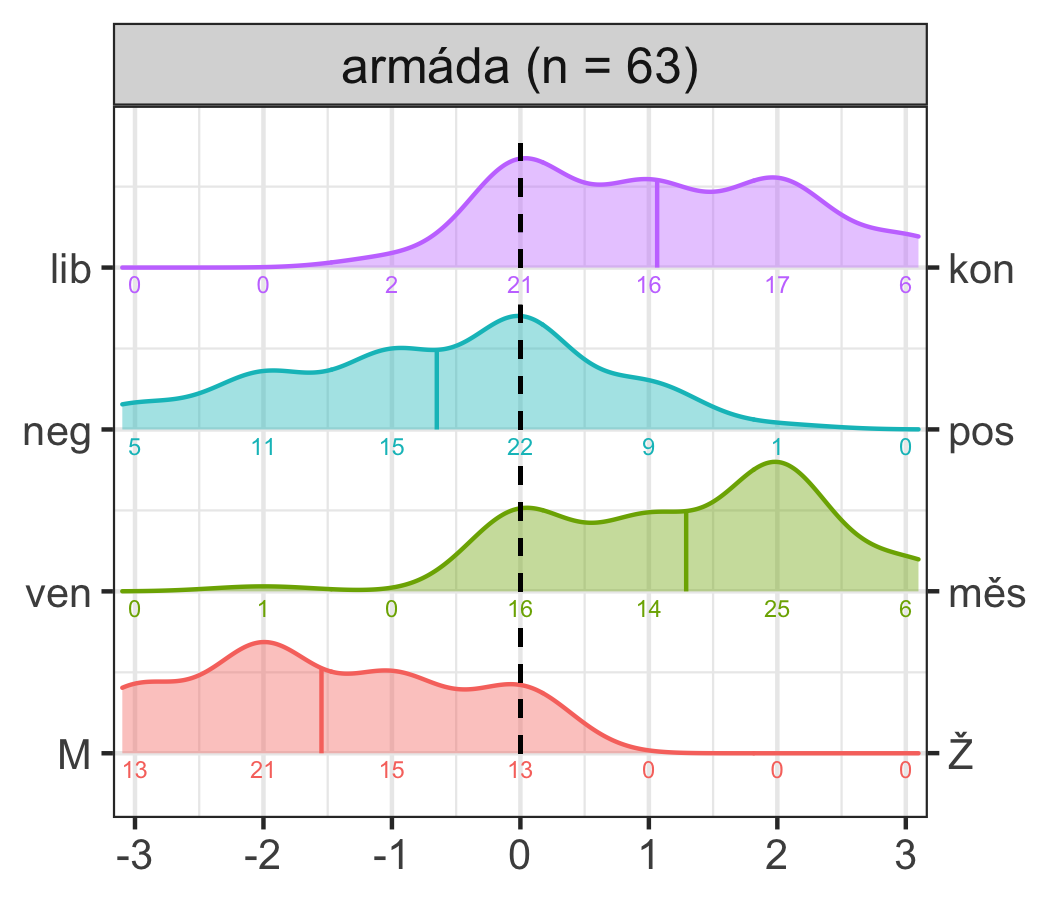 armáda (n = 63)
lib kon
0 0 2 21 16 17 6
neg pos
5 11 15 22 9 1 0
ven měs
0 1 0 16 14 25 6
M Ž
13 21 15 13 0 0 0
-3 -2 -1 0 1 2 3